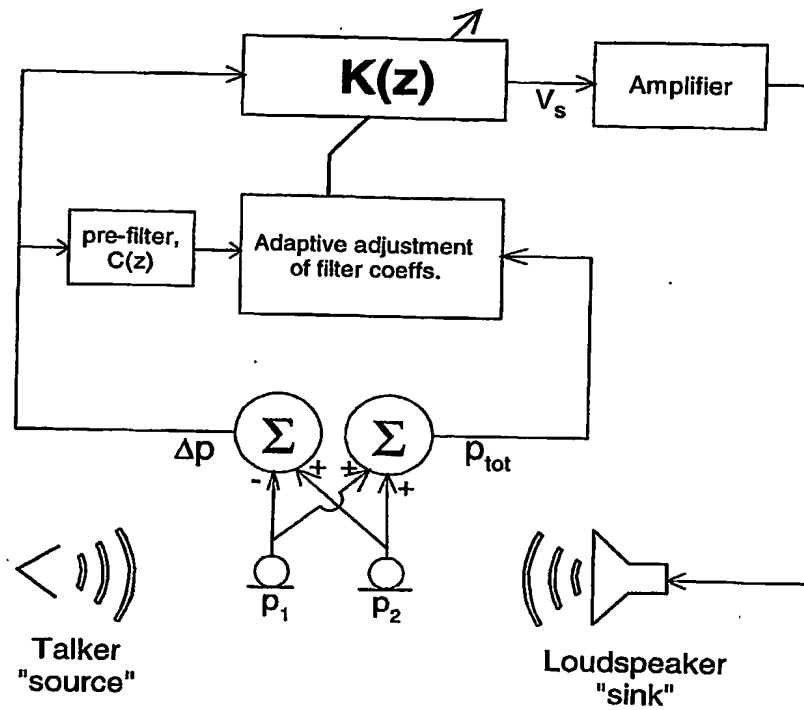 K(z)
V_s
Amplifier
pre-filter,
C(z)
Adaptive adjustment
of filter coeffs.
Σ
Σ
Δp
p_tot
-
+
+
+
p_1
p_2
Talker
"source"
Loudspeaker
"sink"